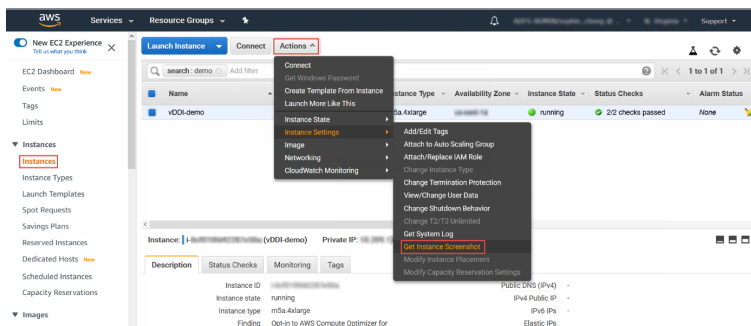 aws Services Resource Groups Support
New EC2 Experience
Tell us what you think
EC2 Dashboard New
Events New
Tags
Limits
Instances
Instances
Instance Types
Launch Templates
Spot Requests
Savings Plans
Reserved Instances
Dedicated Hosts New
Scheduled Instances
Capacity Reservations
Images
Launch Instance Connect Actions
search : demo Add filter 1 to 1 of 1
Name stance Type Availability Zone Instance State Status Checks Alarm Status
vDDI-demo 5a.4xlarge running 2/2 checks passed None
Connect
Get Windows Password
Create Template From Instance
Launch More Like This
Instance State
Instance Settings
Image
Networking
CloudWatch Monitoring
Add/Edit Tags
Attach to Auto Scaling Group
Attach/Replace IAM Role
Change Instance Type
Change Termination Protection
View/Change User Data
Change Shutdown Behavior
Change T2/T3 Unlimited
Get System Log
Get Instance Screenshot
Modify Instance Placement
Modify Capacity Reservation Settings
Instance: (vDDI-demo) Private IP:
Description Status Checks Monitoring Tags
Instance ID Public DNS (IPv4) -
Instance state running IPv4 Public IP -
Instance type m5a.4xlarge IPv6 IPs -
Finding Opt-in to AWS Compute Optimizer for Elastic IPs